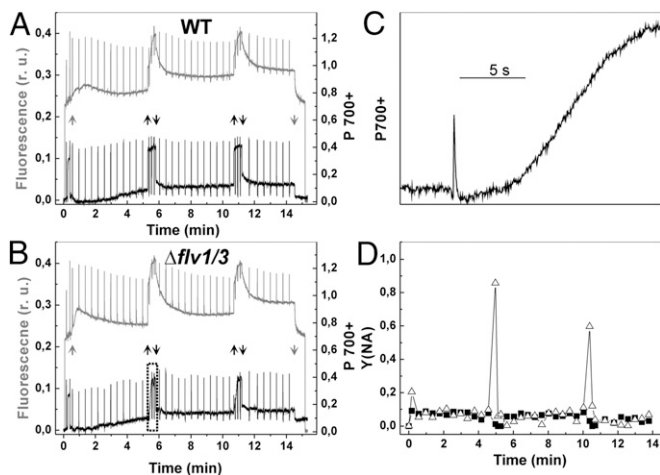 A
WT
Fluorescence (r. u.)
0,4
0,3
0,2
0,1
0,0
1,2
1,0
0,8
0,6
0,4
0,2
0,0
P 700+
0 2 4 6 8 10 12 14
Time (min)
B
Δflv1/3
Fluorescecne (r. u.)
0,4
0,3
0,2
0,1
0,0
1,4
1,2
1,0
0,8
0,6
0,4
0,2
0,0
P 700+
0 2 4 6 8 10 12 14
Time (min)
C
P700+
5 s
D
Y(NA)
1,0
0,8
0,6
0,4
0,2
0,0
0 2 4 6 8 10 12 14
Time (min)